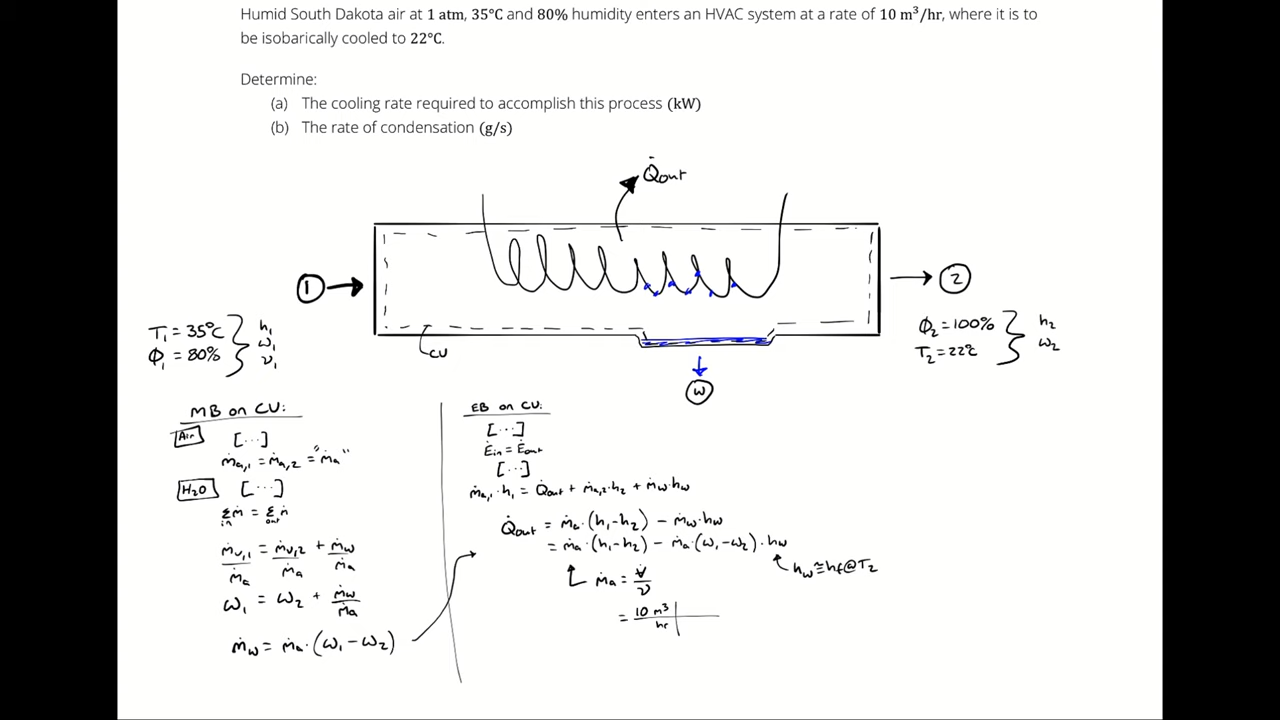 Humid South Dakota air at 1 atm, 35°C and 80% humidity enters an HVAC system at a rate of 10 m³/hr, where it is to
be isobarically cooled to 22°C.
Determine:
(a) The cooling rate required to accomplish this process (kW)
(b) The rate of condensation (g/s)
Q̇out
1
2
T₁ = 35°C
Φ₁ = 80%
h₁
ω₁
v₁
CV
W
Φ₂ = 100%
T₂ = 22°C
h₂
ω₂
MB on CV:
Air [...]
ṁa,1 = ṁa,2 = "ṁa"
H₂O [...]
Σin ṁ = Σout ṁ
ṁv,1/ṁa = ṁv,2/ṁa + ṁw/ṁa
ω₁ = ω₂ + ṁw/ṁa
ṁw = ṁa·(ω₁ − ω₂)
EB on CV:
[...]
Ėin = Ėout
[...]
ṁa,1·h₁ = Q̇out + ṁa,2·h₂ + ṁw·hw
Q̇out = ṁa·(h₁−h₂) − ṁw·hw
= ṁa·(h₁−h₂) − ṁa·(ω₁−ω₂)·hw
hw ≅ hf@T₂
ṁa = V̇/v
= 10 m³/hr